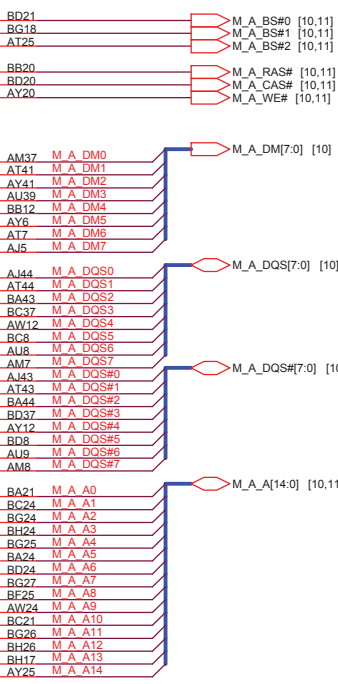 BD21 M_A_BS#0 [10,11]
BG18 M_A_BS#1 [10,11]
AT25 M_A_BS#2 [10,11]
BB20 M_A_RAS# [10,11]
BD20 M_A_CAS# [10,11]
AY20 M_A_WE# [10,11]
M_A_DM[7:0] [10]
AM37 M_A_DM0
AT41 M_A_DM1
AY41 M_A_DM2
AU39 M_A_DM3
BB12 M_A_DM4
AY6 M_A_DM5
AT7 M_A_DM6
AJ5 M_A_DM7
M_A_DQS[7:0] [10]
AJ44 M_A_DQS0
AT44 M_A_DQS1
BA43 M_A_DQS2
BC37 M_A_DQS3
AW12 M_A_DQS4
BC8 M_A_DQS5
AU8 M_A_DQS6
AM7 M_A_DQS7
M_A_DQS#[7:0] [10
AJ43 M_A_DQS#0
AT43 M_A_DQS#1
BA44 M_A_DQS#2
BD37 M_A_DQS#3
AY12 M_A_DQS#4
BD8 M_A_DQS#5
AU9 M_A_DQS#6
AM8 M_A_DQS#7
M_A_A[14:0] [10,11
BA21 M_A_A0
BC24 M_A_A1
BG24 M_A_A2
BH24 M_A_A3
BG25 M_A_A4
BA24 M_A_A5
BD24 M_A_A6
BG27 M_A_A7
BF25 M_A_A8
AW24 M_A_A9
BC21 M_A_A10
BG26 M_A_A11
BH26 M_A_A12
BH17 M_A_A13
AY25 M_A_A14